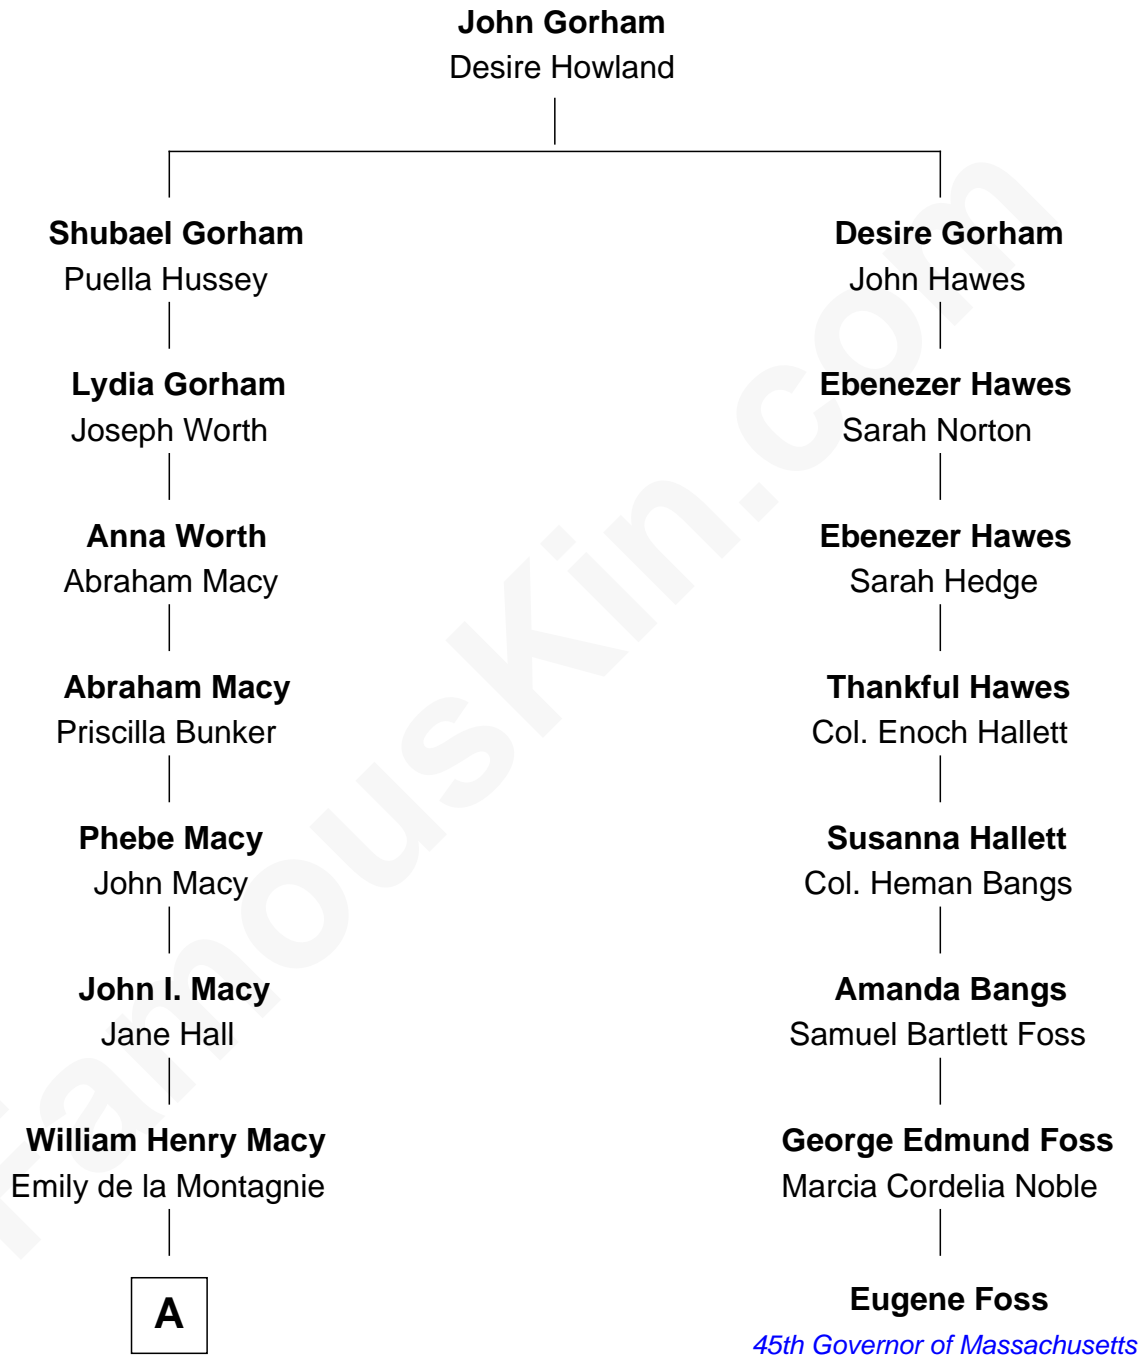 John Gorham
Desire Howland
Shubael Gorham
Puella Hussey
Lydia Gorham
Joseph Worth
Anna Worth
Abraham Macy
Abraham Macy
Priscilla Bunker
Phebe Macy
John Macy
John I. Macy
Jane Hall
William Henry Macy
Emily de la Montagnie
A
Desire Gorham
John Hawes
Ebenezer Hawes
Sarah Norton
Ebenezer Hawes
Sarah Hedge
Thankful Hawes
Col. Enoch Hallett
Susanna Hallett
Col. Heman Bangs
Amanda Bangs
Samuel Bartlett Foss
George Edmund Foss
Marcia Cordelia Noble
Eugene Foss
45th Governor of Massachusetts
FamousKin.com